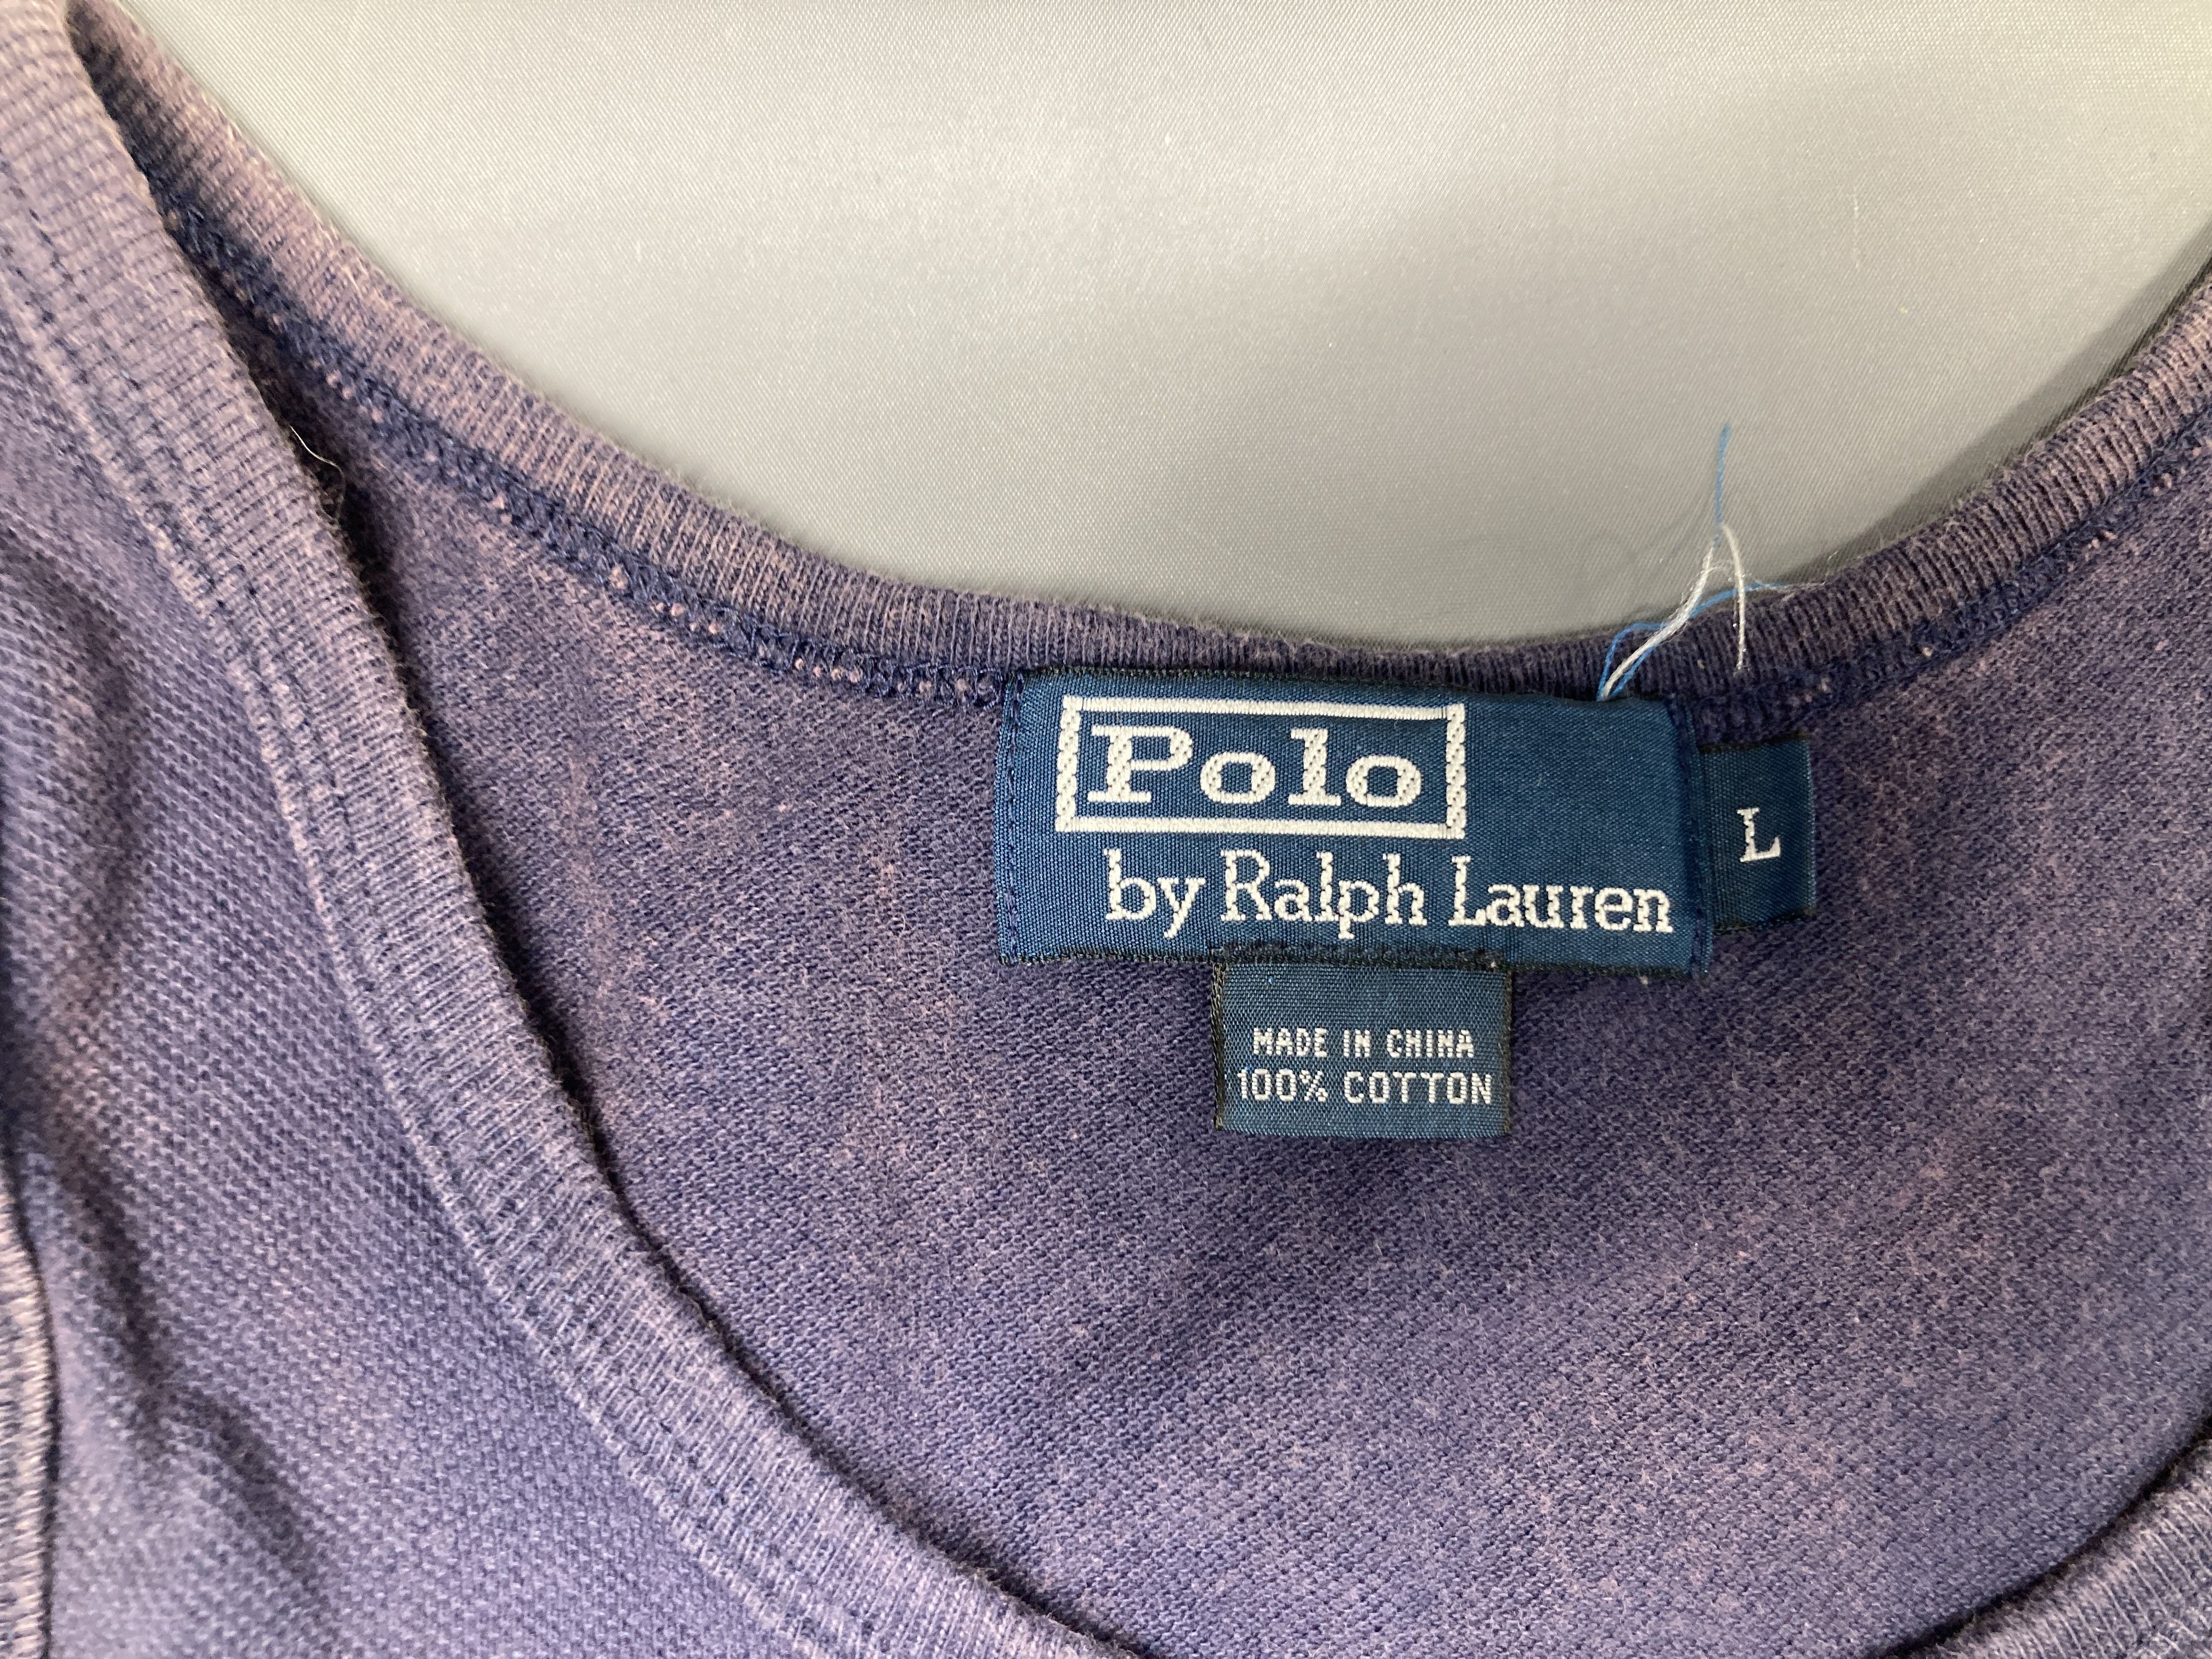 Polo
by Ralph Lauren
L
MADE IN CHINA
100% COTTON